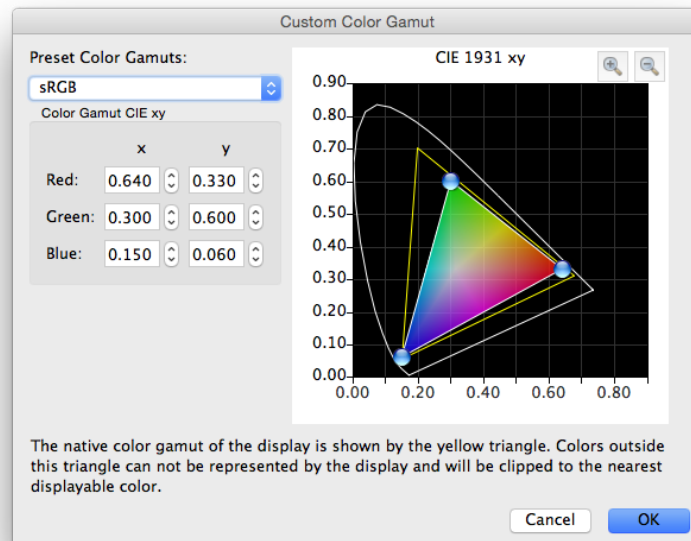 Custom Color Gamut
Preset Color Gamuts:
sRGB
Color Gamut CIE xy
x y
Red: 0.640 0.330
Green: 0.300 0.600
Blue: 0.150 0.060
CIE 1931 xy
0.90
0.80
0.70
0.60
0.50
0.40
0.30
0.20
0.10
0.00
0.00 0.20 0.40 0.60 0.80
The native color gamut of the display is shown by the yellow triangle. Colors outside
this triangle can not be represented by the display and will be clipped to the nearest
displayable color.
Cancel OK